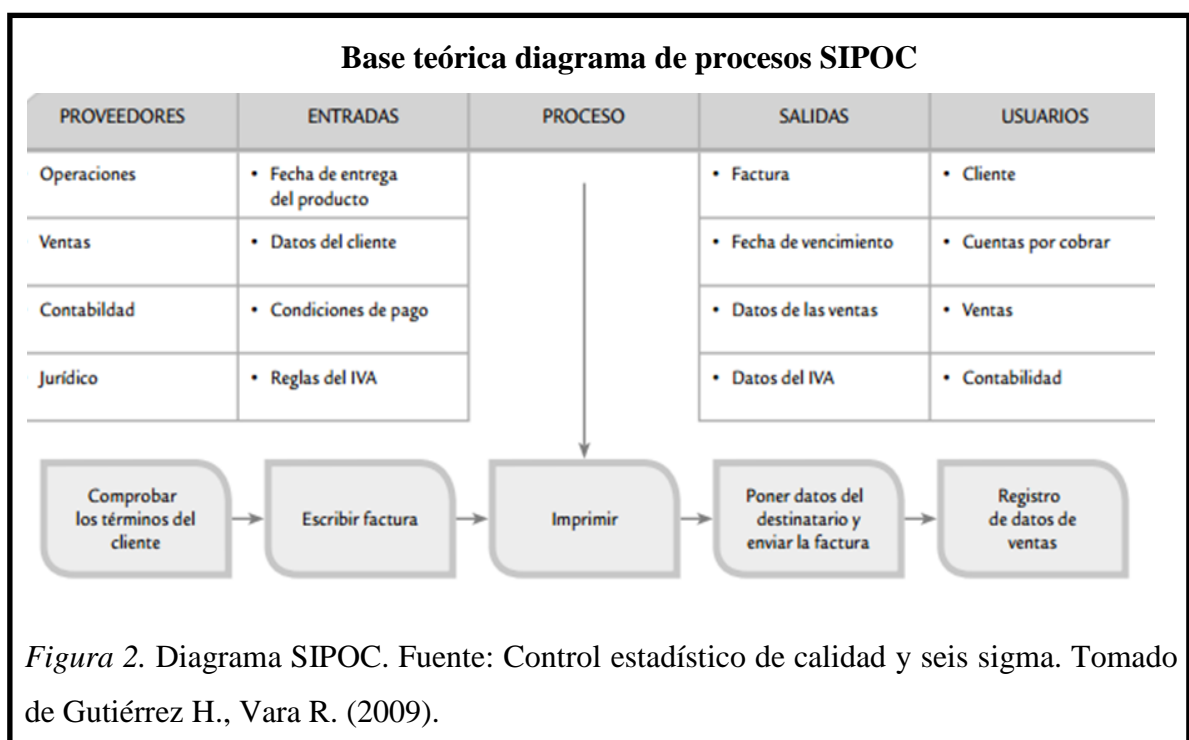 Base teórica diagrama de procesos SIPOC
PROVEEDORES ENTRADAS PROCESO SALIDAS USUARIOS
Operaciones • Fecha de entrega • Factura • Cliente
del producto
Ventas • Datos del cliente • Fecha de vencimiento • Cuentas por cobrar
Contabildad • Condiciones de pago • Datos de las ventas • Ventas
Jurídico • Reglas del IVA • Datos del IVA • Contabilidad
Comprobar
los términos del
cliente
Escribir factura
Imprimir
Poner datos del
destinatario y
enviar la factura
Registro
de datos de
ventas
Figura 2. Diagrama SIPOC. Fuente: Control estadístico de calidad y seis sigma. Tomado
de Gutiérrez H., Vara R. (2009).